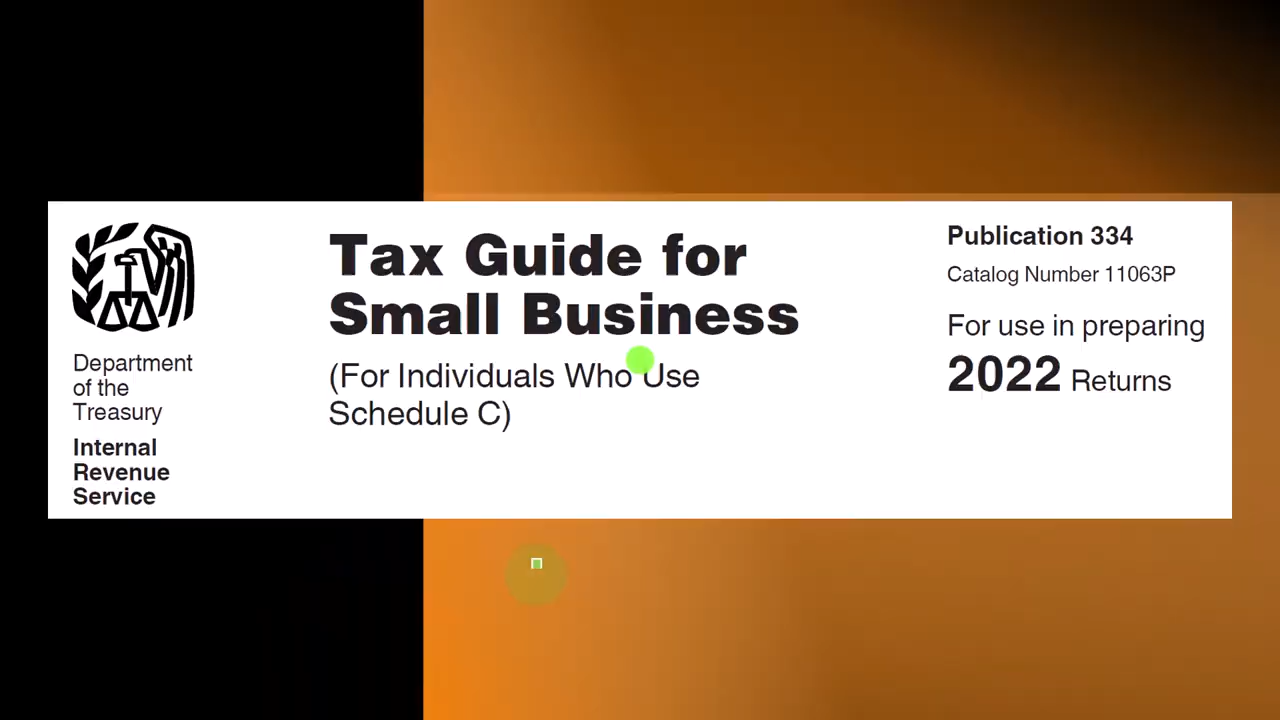 Department
of the
Treasury
Internal
Revenue
Service
Tax Guide for
Small Business
(For Individuals Who Use
Schedule C)
Publication 334
Catalog Number 11063P
For use in preparing
2022 Returns